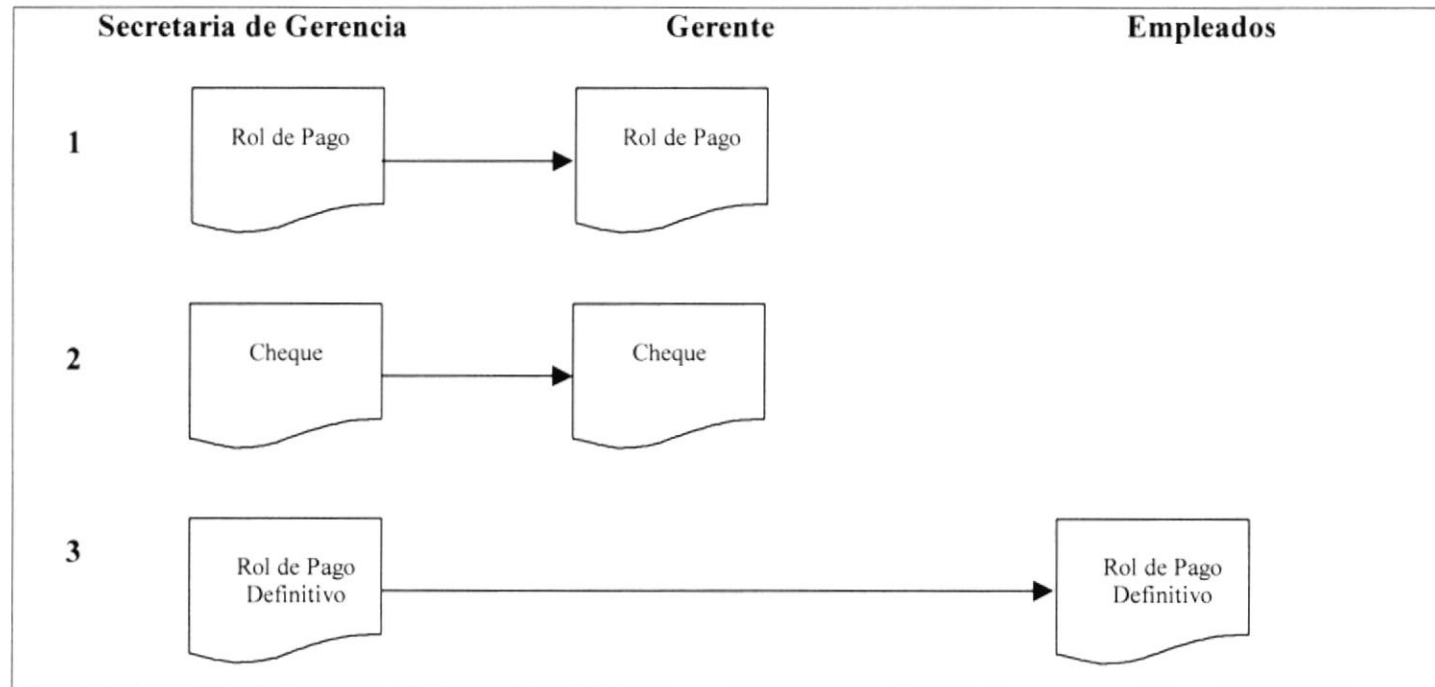 Secretaria de Gerencia Gerente Empleados
1 Rol de Pago Rol de Pago
2 Cheque Cheque
3 Rol de Pago Rol de Pago
Definitivo Definitivo